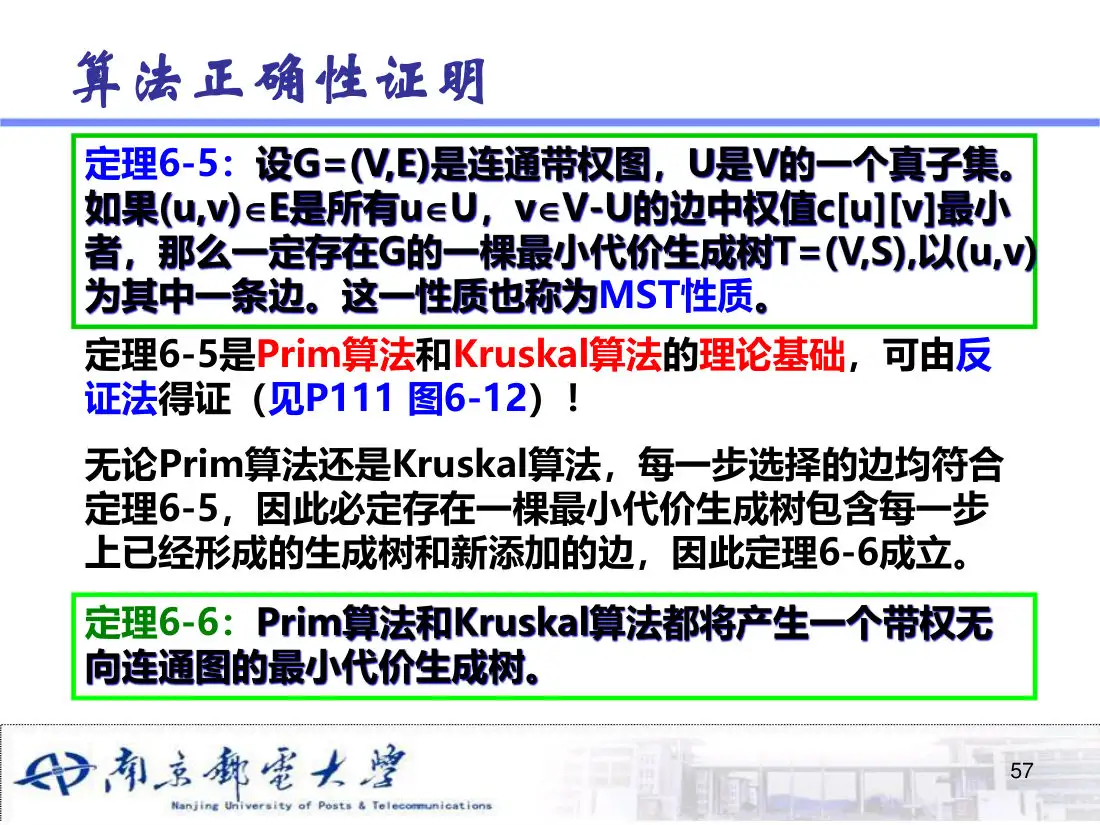 算法正确性证明
定理6-5：设G=(V,E)是连通带权图，U是V的一个真子集。
如果(u,v)∈E是所有u∈U，v∈V-U的边中权值c[u][v]最小
者，那么一定存在G的一棵最小代价生成树T=(V,S),以(u,v)
为其中一条边。这一性质也称为MST性质。
定理6-5是Prim算法和Kruskal算法的理论基础，可由反
证法得证（见P111 图6-12）！
无论Prim算法还是Kruskal算法，每一步选择的边均符合
定理6-5，因此必定存在一棵最小代价生成树包含每一步
上已经形成的生成树和新添加的边，因此定理6-6成立。
定理6-6：Prim算法和Kruskal算法都将产生一个带权无
向连通图的最小代价生成树。
南京邮电大学
Nanjing University of Posts & Telecommunications
57